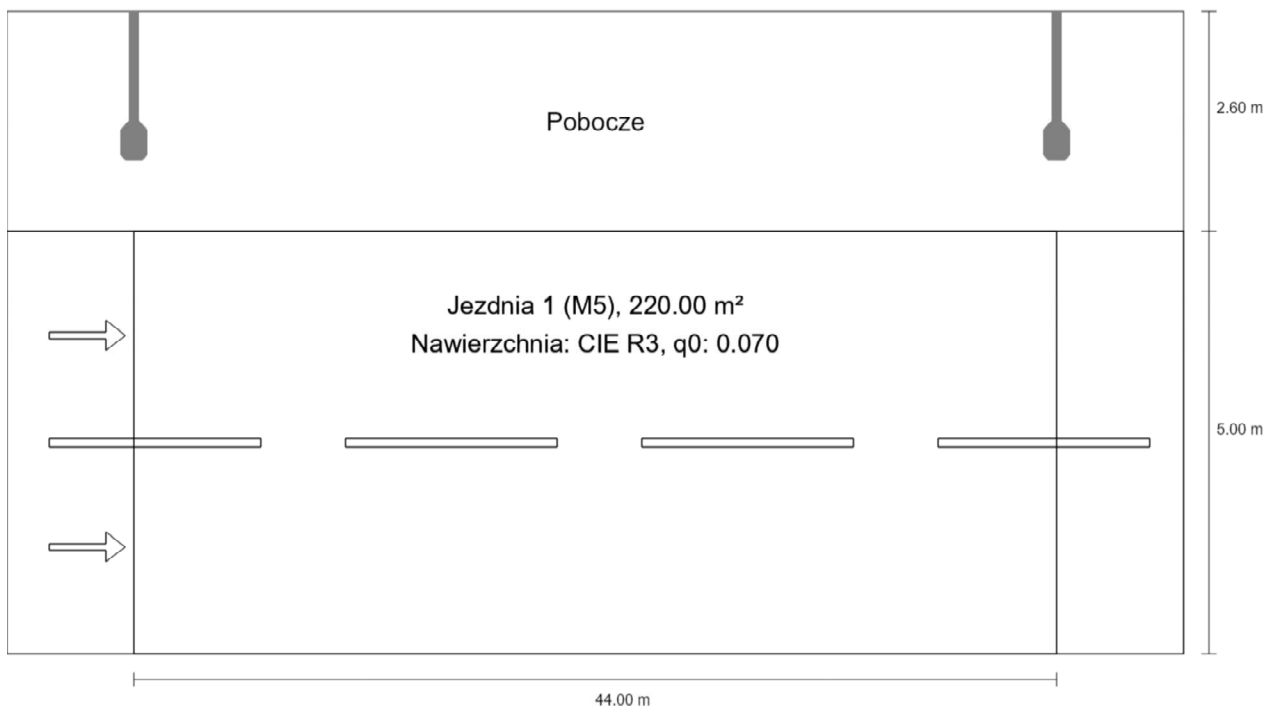 Pobocze
2.60 m
Jezdnia 1 (M5), 220.00 m²
Nawierzchnia: CIE R3, q0: 0.070
5.00 m
44.00 m